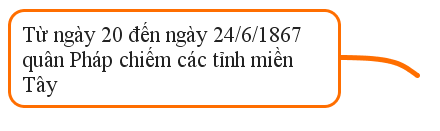 Từ ngày 20 đến ngày 24/6/1867
quân Pháp chiếm các tỉnh miền
Tây